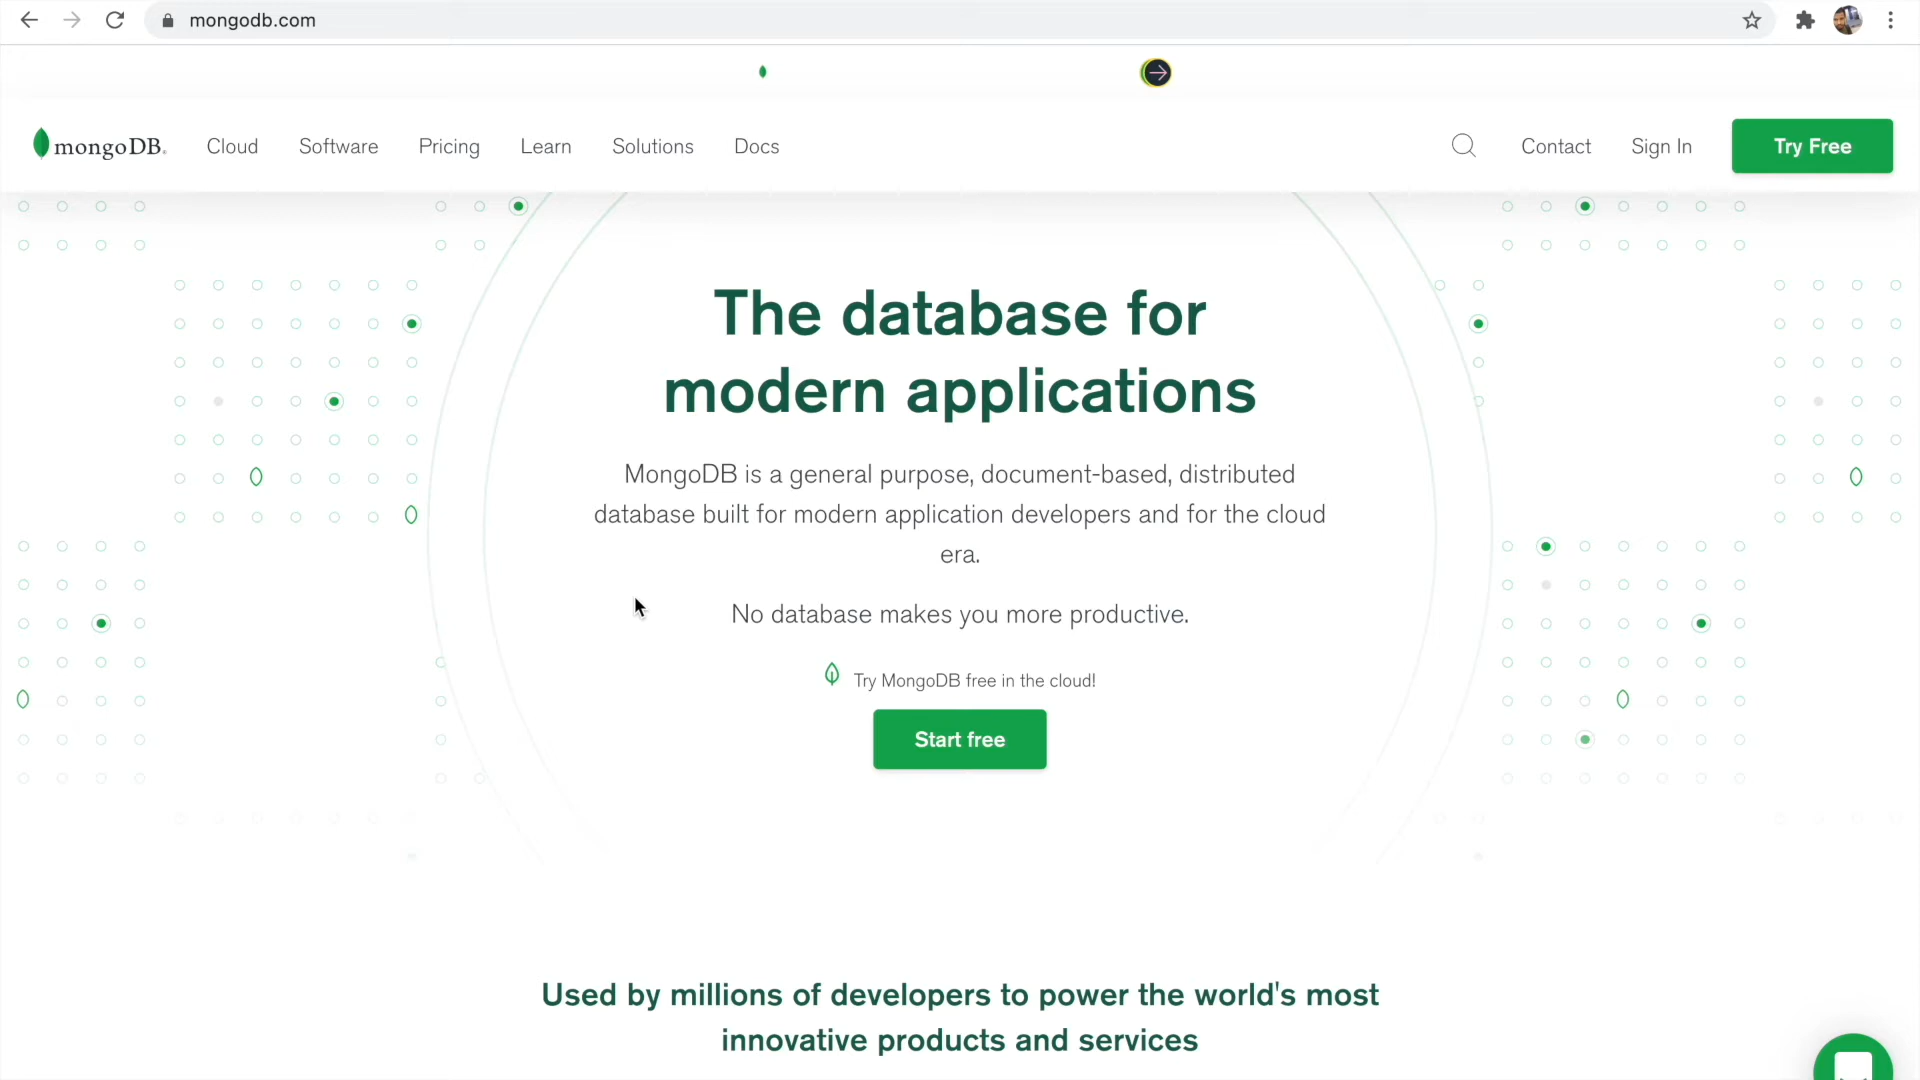 mongodb.com
mongoDB.
Cloud
Software
Pricing
Learn
Solutions
Docs
Contact
Sign In
Try Free
The database for
modern applications
MongoDB is a general purpose, document-based, distributed
database built for modern application developers and for the cloud
era.
No database makes you more productive.
Try MongoDB free in the cloud!
Start free
Used by millions of developers to power the world's most
innovative products and services